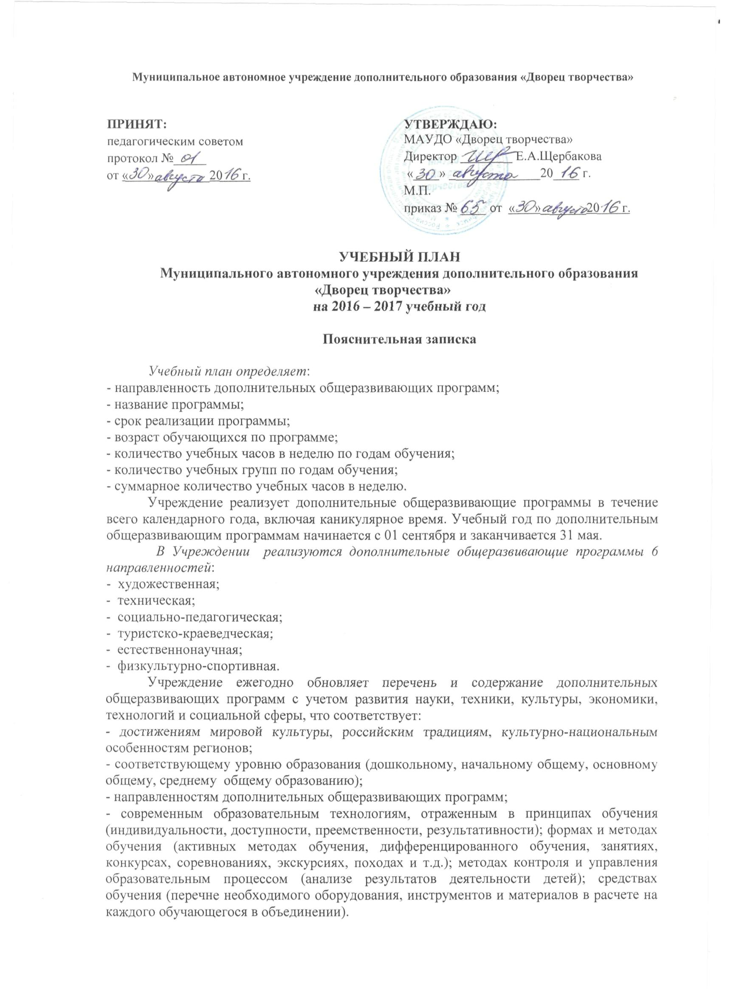 Муниципальное автономное учреждение дополнительного образования «Дворец творчества»
ПРИНЯТ:
педагогическим советом
протокол № 01
от «30» августа 2016 г.
УТВЕРЖДАЮ:
МАУДО «Дворец творчества»
Директор Е.А.Щербакова
«30» августа 2016 г.
М.П.
приказ № 65 от «30» августа 2016 г.
УЧЕБНЫЙ ПЛАН
Муниципального автономного учреждения дополнительного образования
«Дворец творчества»
на 2016 – 2017 учебный год
Пояснительная записка
Учебный план определяет:
- направленность дополнительных общеразвивающих программ;
- название программы;
- срок реализации программы;
- возраст обучающихся по программе;
- количество учебных часов в неделю по годам обучения;
- количество учебных групп по годам обучения;
- суммарное количество учебных часов в неделю.
Учреждение реализует дополнительные общеразвивающие программы в течение
всего календарного года, включая каникулярное время. Учебный год по дополнительным
общеразвивающим программам начинается с 01 сентября и заканчивается 31 мая.
В Учреждении реализуются дополнительные общеразвивающие программы 6
направленностей:
- художественная;
- техническая;
- социально-педагогическая;
- туристско-краеведческая;
- естественнонаучная;
- физкультурно-спортивная.
Учреждение ежегодно обновляет перечень и содержание дополнительных
общеразвивающих программ с учетом развития науки, техники, культуры, экономики,
технологий и социальной сферы, что соответствует:
- достижениям мировой культуры, российским традициям, культурно-национальным
особенностям регионов;
- соответствующему уровню образования (дошкольному, начальному общему, основному
общему, среднему общему образованию);
- направленностям дополнительных общеразвивающих программ;
- современным образовательным технологиям, отраженным в принципах обучения
(индивидуальности, доступности, преемственности, результативности); формах и методах
обучения (активных методах обучения, дифференцированного обучения, занятиях,
конкурсах, соревнованиях, экскурсиях, походах и т.д.); методах контроля и управления
образовательным процессом (анализе результатов деятельности детей); средствах
обучения (перечне необходимого оборудования, инструментов и материалов в расчете на
каждого обучающегося в объединении).